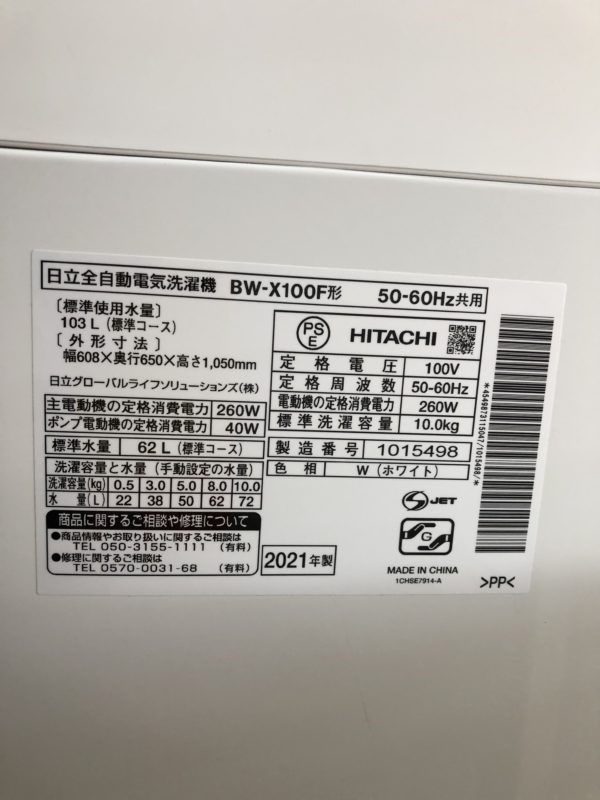 日立全自動電気洗濯機 BW-X100F形 50-60Hz共用
〔標準使用水量〕
103 L (標準コース)
〔外形寸法〕
幅608×奥行650×高さ1,050mm
日立グローバルライフソリューションズ(株)
主電動機の定格消費電力 260W
ポンプ電動機の定格消費電力 40W
標準水量 62 L (標準コース)
洗濯容量と水量 (手動設定の水量)
洗濯容量(kg) 0.5 3.0 5.0 8.0 10.0
水量(L) 22 38 50 62 72
商品に関するご相談や修理について
●商品情報やお取り扱いに関するご相談は
TEL 050-3155-1111 (有料)
●修理に関するご相談は
TEL 0570-0031-68 (有料)
2021年製
PS
E
HITACHI
定格電圧 100V
定格周波数 50-60Hz
電動機の定格消費電力 260W
標準洗濯容量 10.0kg
製造番号 1015498
色相 W (ホワイト)
S JET
G
MADE IN CHINA
1CHSE7914-A
*4549873115047/1015498/*
>PP<